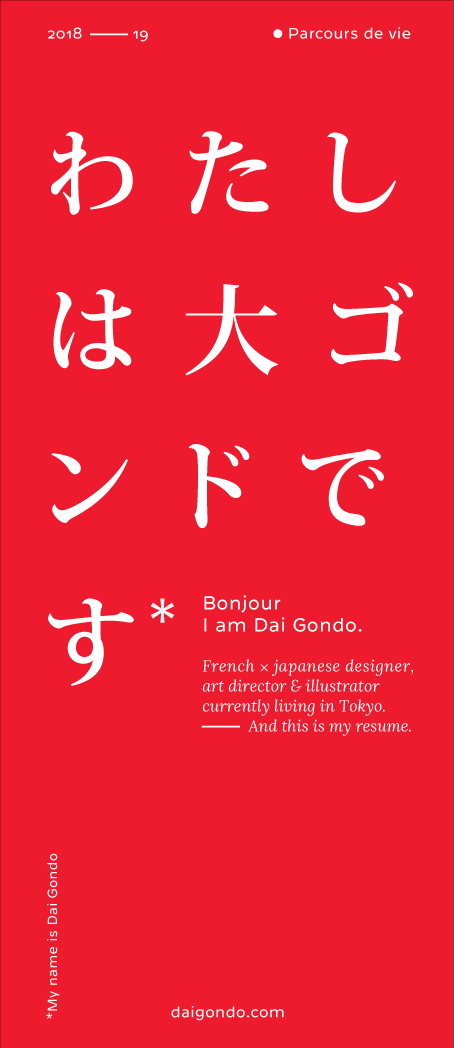 2018 — 19
● Parcours de vie
わたし
は大ゴ
ンドで
す*
Bonjour
I am Dai Gondo.
French × japanese designer,
art director & illustrator
currently living in Tokyo.
— And this is my resume.
*My name is Dai Gondo
daigondo.com